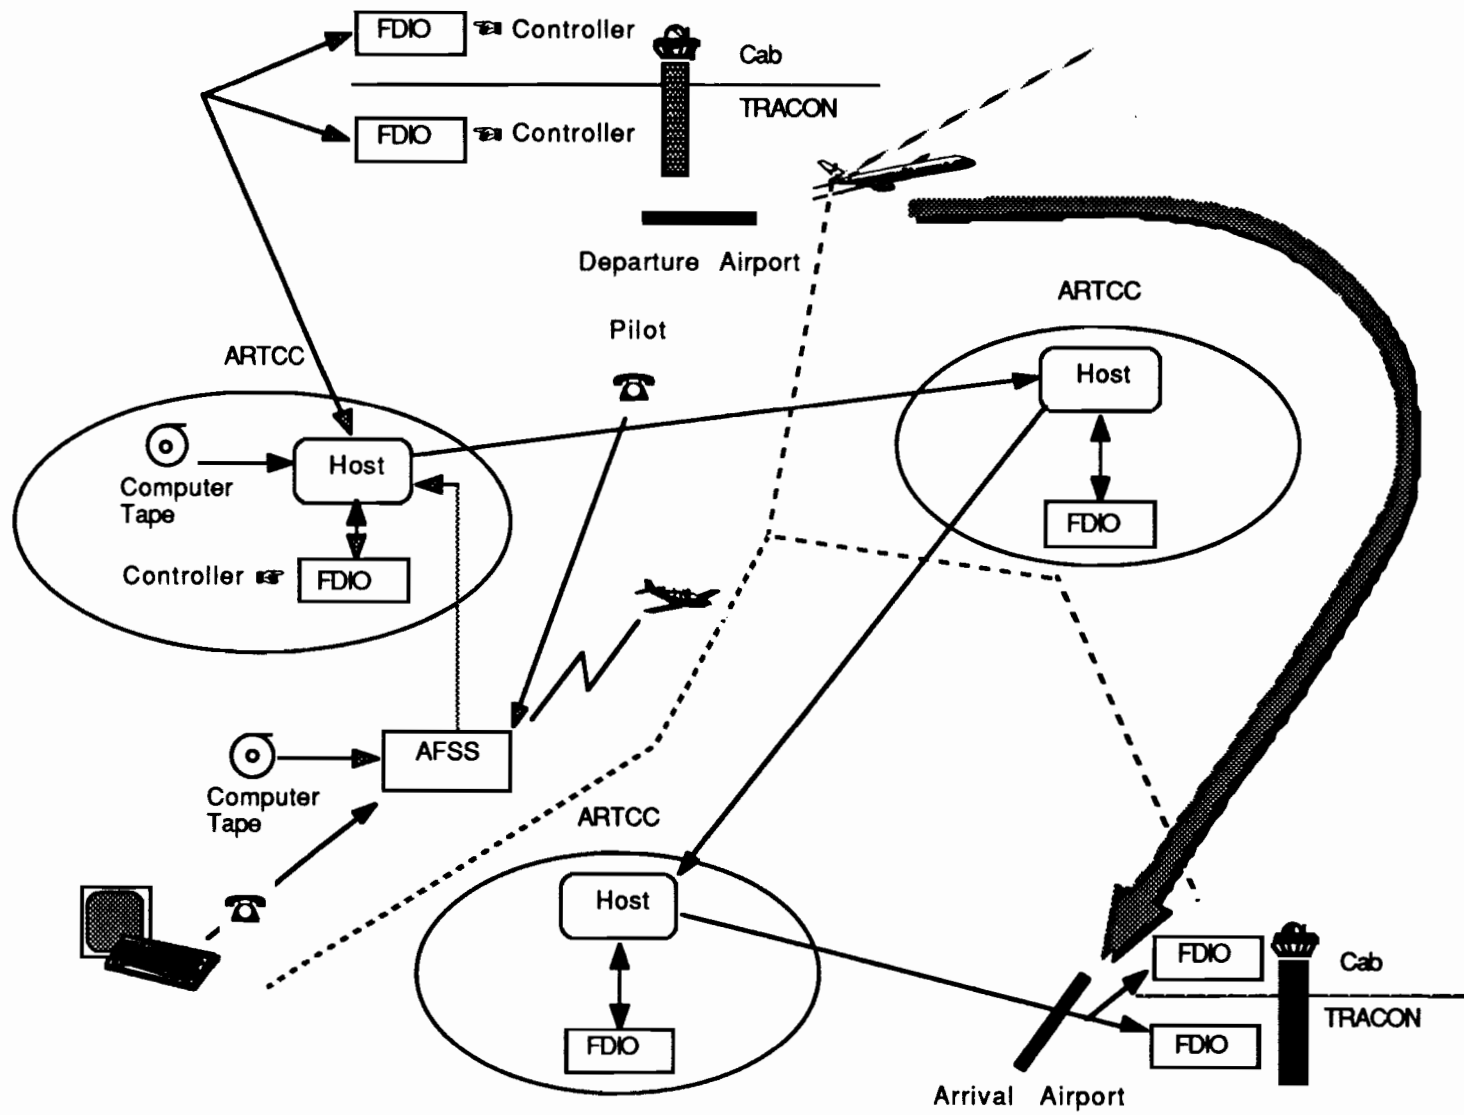 FDIO
Controller
Cab
TRACON
FDIO
Controller
Departure Airport
ARTCC
Pilot
ARTCC
Host
Host
Computer
Tape
FDIO
Controller
FDIO
AFSS
Computer
Tape
ARTCC
Host
FDIO
Cab
TRACON
FDIO
FDIO
Arrival Airport